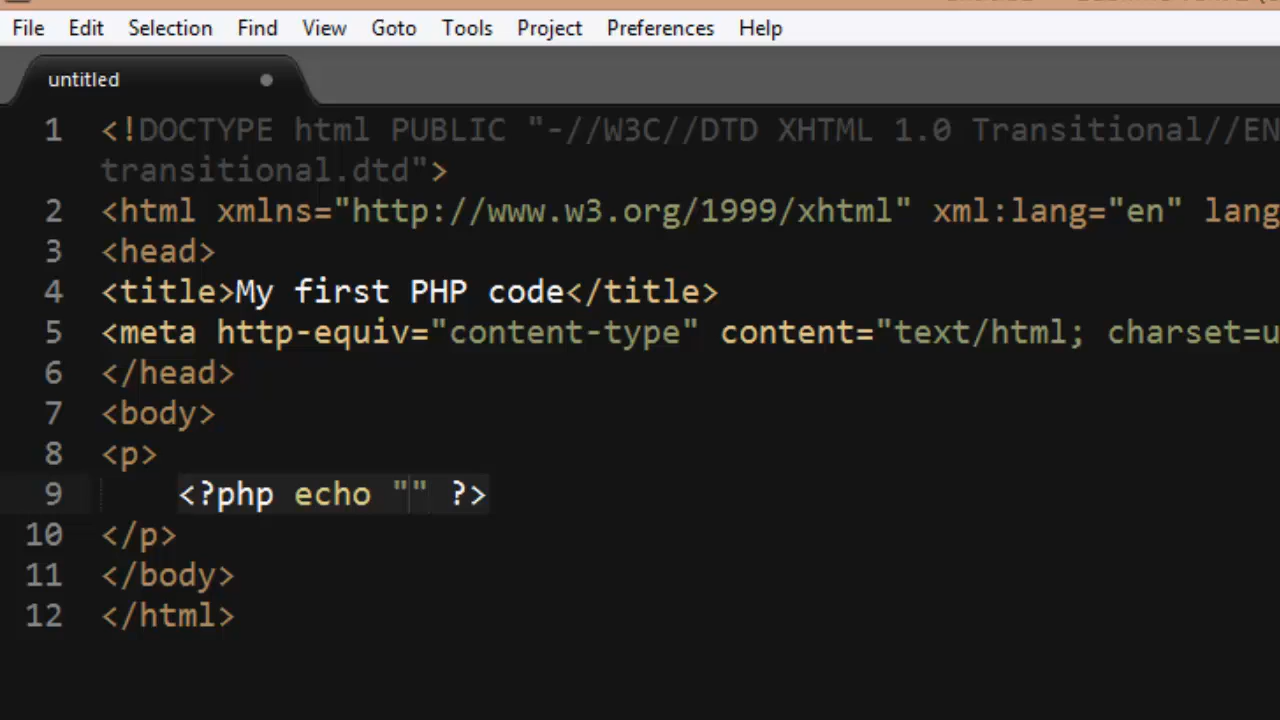 File Edit Selection Find View Goto Tools Project Preferences Help
untitled
1 <!DOCTYPE html PUBLIC "-//W3C//DTD XHTML 1.0 Transitional//EN
transitional.dtd">
2 <html xmlns="http://www.w3.org/1999/xhtml" xml:lang="en" lang
3 <head>
4 <title>My first PHP code</title>
5 <meta http-equiv="content-type" content="text/html; charset=u
6 </head>
7 <body>
8 <p>
9 <?php echo "" ?>
10 </p>
11 </body>
12 </html>